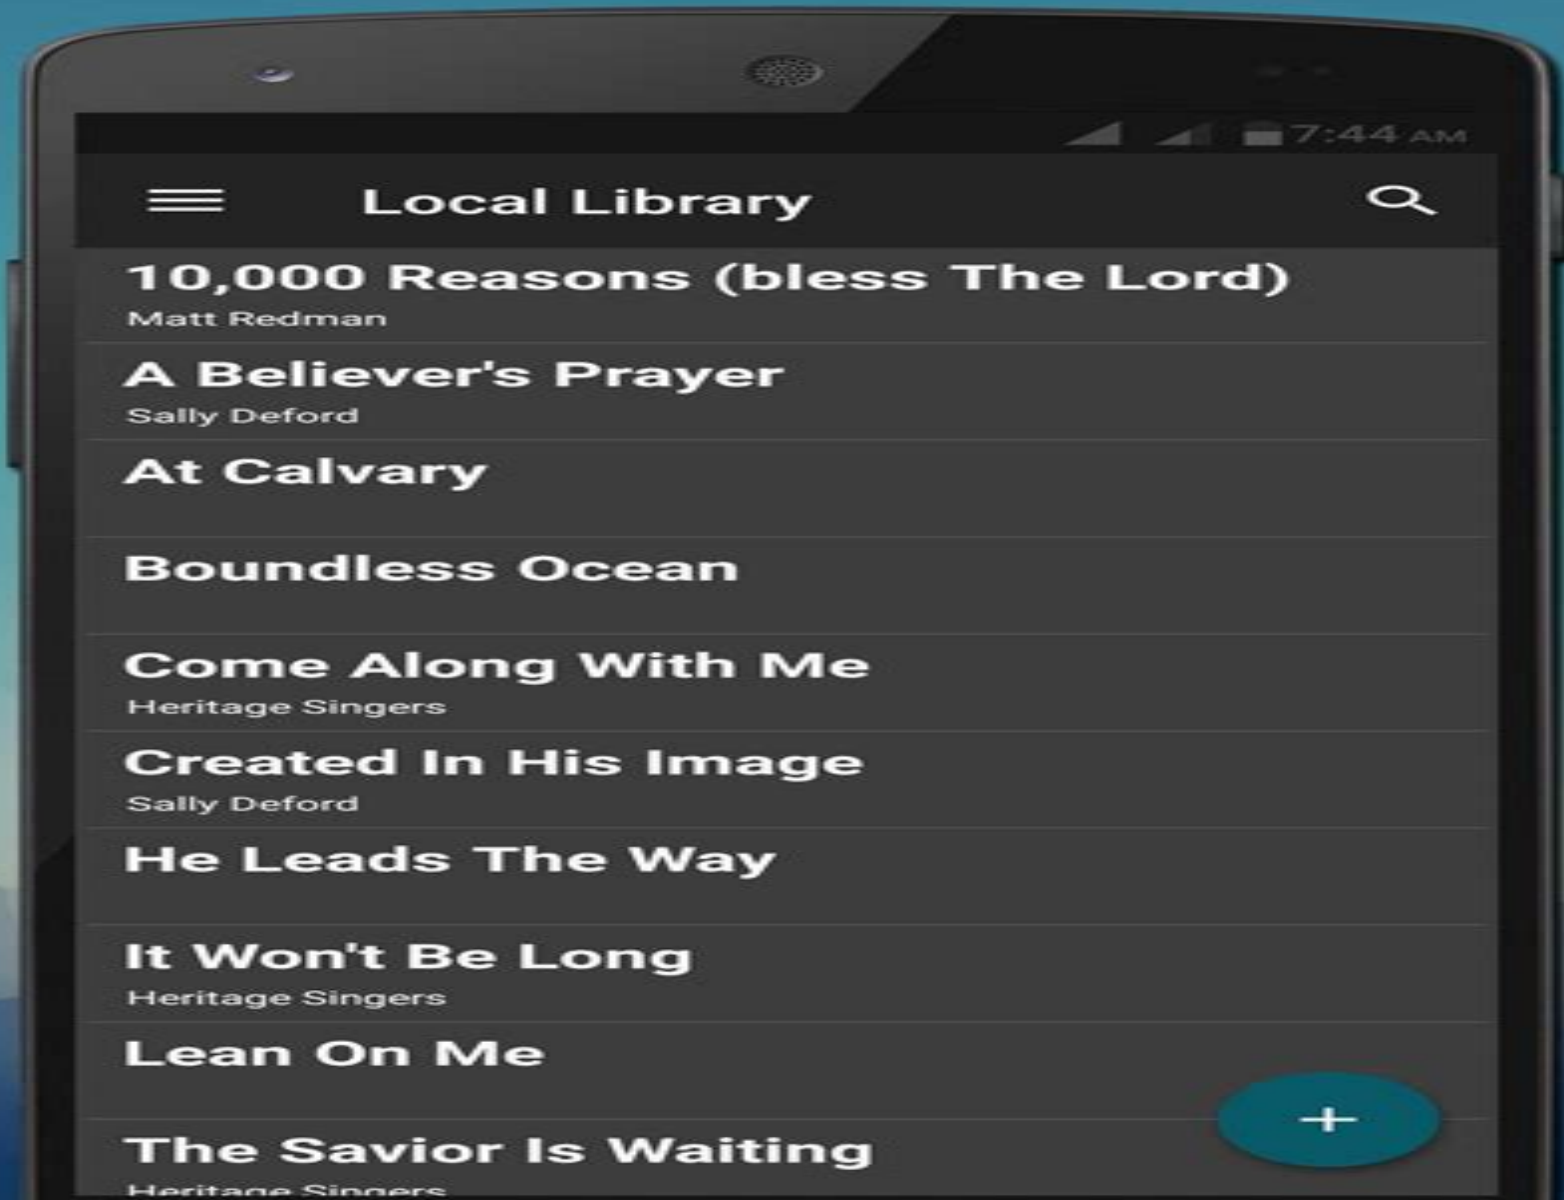 7:44 AM
Local Library
10,000 Reasons (bless The Lord)
Matt Redman
A Believer's Prayer
Sally Deford
At Calvary
Boundless Ocean
Come Along With Me
Heritage Singers
Created In His Image
Sally Deford
He Leads The Way
It Won't Be Long
Heritage Singers
Lean On Me
The Savior Is Waiting
Heritage Singers